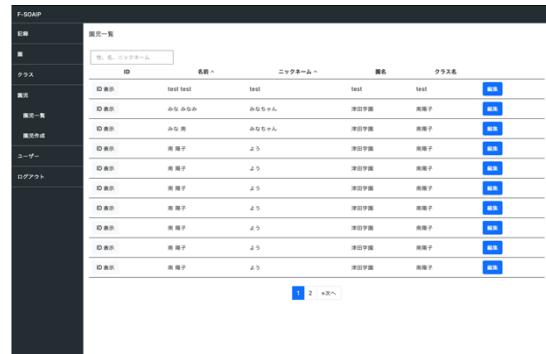 F-SOAIP
記録
園
クラス
園児
園児一覧
園児作成
ユーザー
ログアウト
園児一覧
性、名、ニックネーム
ID 名前 ニックネーム 園名 クラス名
ID 表示 test test test test test 編集
ID 表示 みな みなみ みなちゃん 津田学園 南陽子 編集
ID 表示 みな 南 みなちゃん 津田学園 南陽子 編集
ID 表示 南 陽子 よう 津田学園 南陽子 編集
ID 表示 南 陽子 よう 津田学園 南陽子 編集
ID 表示 南 陽子 よう 津田学園 南陽子 編集
ID 表示 南 陽子 よう 津田学園 南陽子 編集
ID 表示 南 陽子 よう 津田学園 南陽子 編集
ID 表示 南 陽子 よう 津田学園 南陽子 編集
ID 表示 南 陽子 よう 津田学園 南陽子 編集
1 2 »次へ